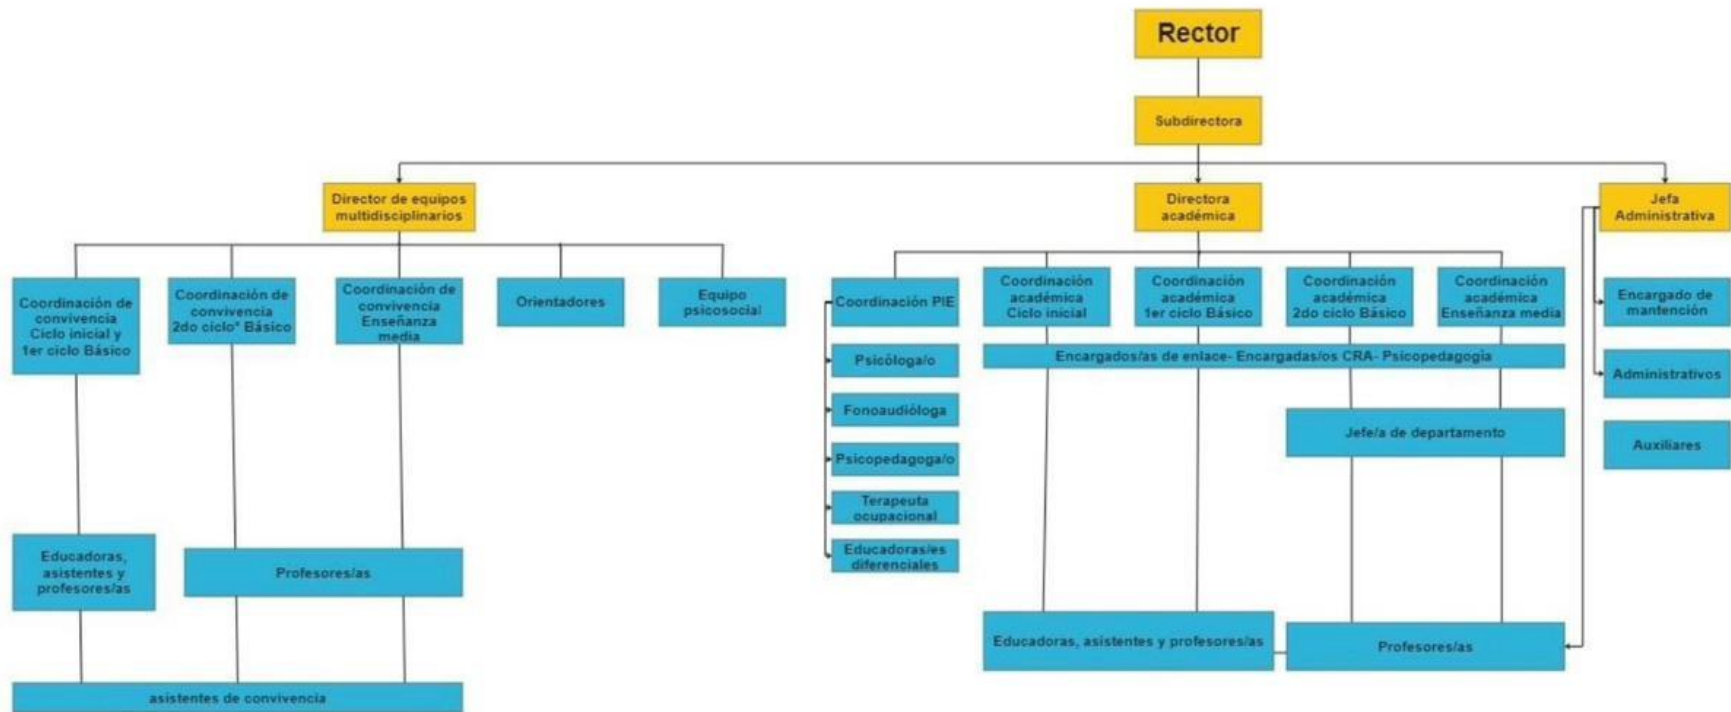 Rector
Subdirectora
Director de equipos
multidisciplinarios
Directora
académica
Jefa
Administrativa
Coordinación de
convivencia
Ciclo inicial y
1er ciclo Básico
Coordinación de
convivencia
2do ciclo° Básico
Coordinación de
convivencia
Enseñanza
media
Orientadores
Equipo
psicosocial
Coordinación PIE
Coordinación
académica
Ciclo inicial
Coordinación
académica
1er ciclo Básico
Coordinación
académica
2do ciclo Básico
Coordinación
académica
Enseñanza media
Encargado de
mantención
Encargados/as de enlace- Encargadas/os CRA- Psicopedagogía
Psicóloga/o
Administrativos
Fonoaudióloga
Jefe/a de departamento
Auxiliares
Psicopedagoga/o
Terapeuta
ocupacional
Educadoras/es
diferenciales
Educadoras,
asistentes y
profesores/as
Profesores/as
Educadoras, asistentes y profesores/as
Profesores/as
asistentes de convivencia